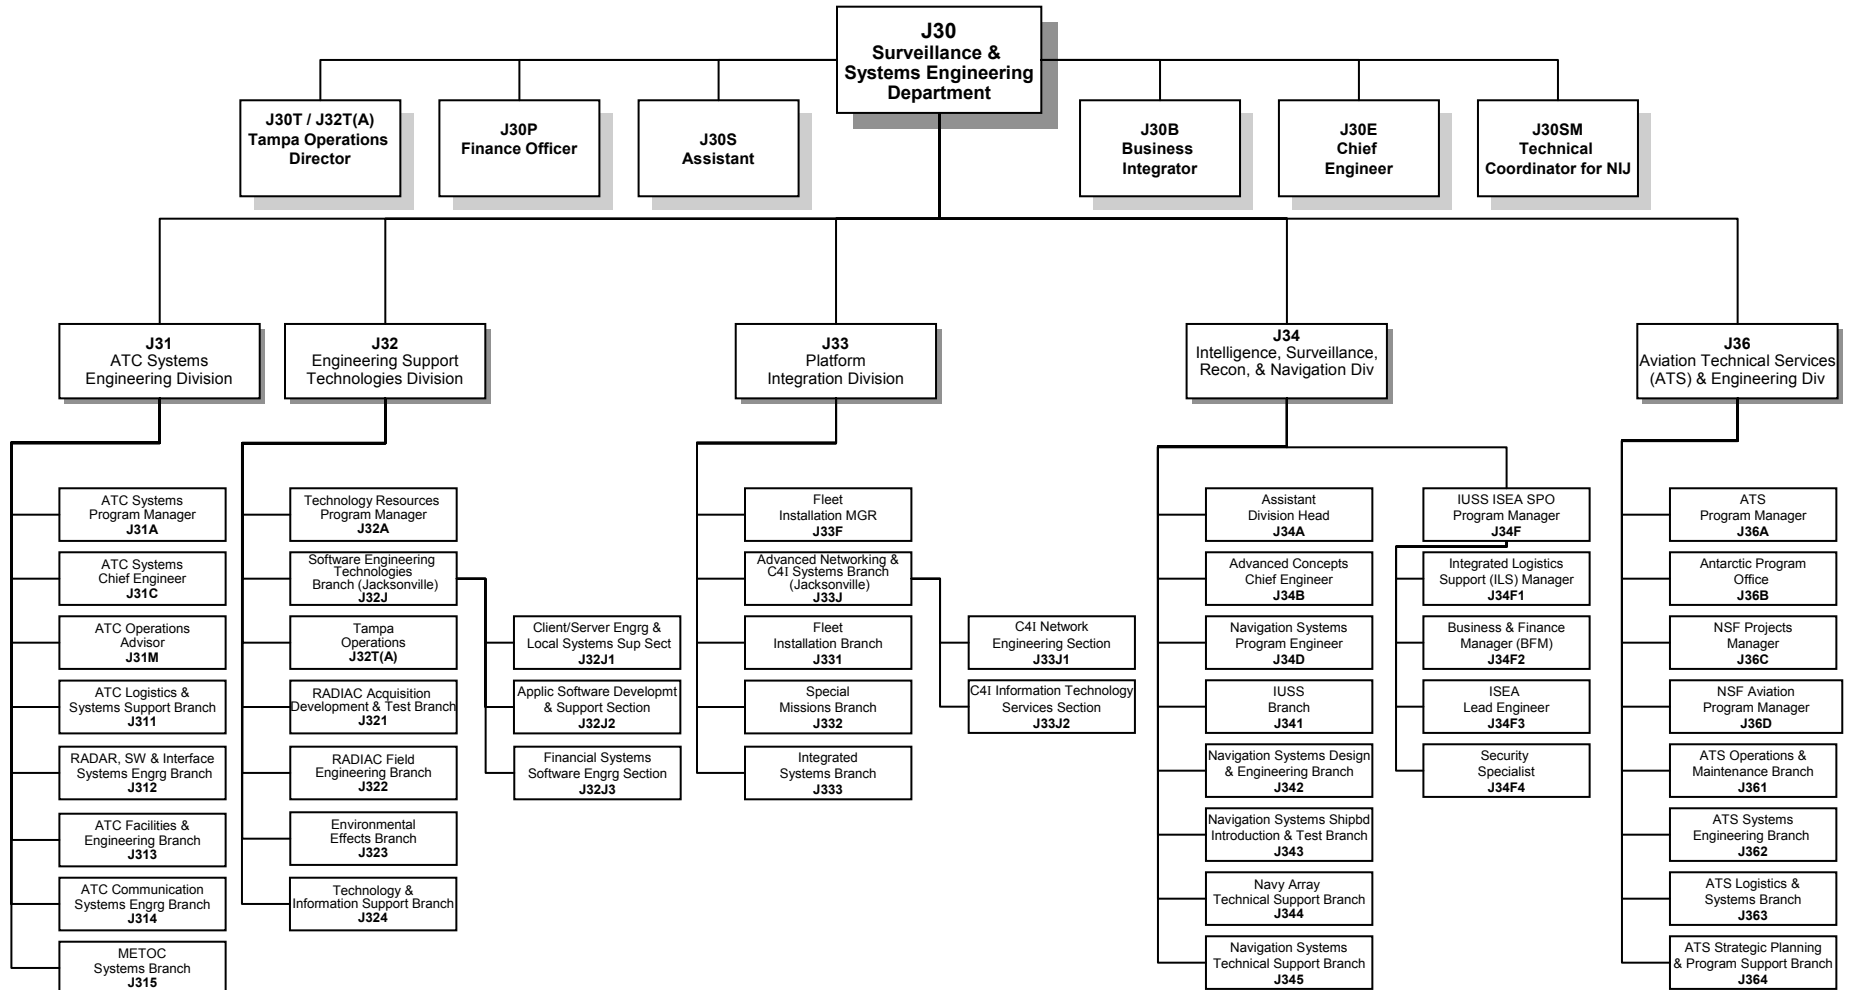 J30
Surveillance &
Systems Engineering
Department
J30T / J32T(A)
Tampa Operations
Director
J30P
Finance Officer
J30S
Assistant
J30B
Business
Integrator
J30E
Chief
Engineer
J30SM
Technical
Coordinator for NIJ
J31
ATC Systems
Engineering Division
J32
Engineering Support
Technologies Division
J33
Platform
Integration Division
J34
Intelligence, Surveillance,
Recon, & Navigation Div
J36
Aviation Technical Services
(ATS) & Engineering Div
ATC Systems
Program Manager
J31A
ATC Systems
Chief Engineer
J31C
ATC Operations
Advisor
J31M
ATC Logistics &
Systems Support Branch
J311
RADAR, SW & Interface
Systems Engrg Branch
J312
ATC Facilities &
Engineering Branch
J313
ATC Communication
Systems Engrg Branch
J314
METOC
Systems Branch
J315
Technology Resources
Program Manager
J32A
Software Engineering
Technologies
Branch (Jacksonville)
J32J
Tampa
Operations
J32T(A)
RADIAC Acquisition
Development & Test Branch
J321
RADIAC Field
Engineering Branch
J322
Environmental
Effects Branch
J323
Technology &
Information Support Branch
J324
Client/Server Engrg &
Local Systems Sup Sect
J32J1
Applic Software Developmt
& Support Section
J32J2
Financial Systems
Software Engrg Section
J32J3
Fleet
Installation MGR
J33F
Advanced Networking &
C4I Systems Branch
(Jacksonville)
J33J
Fleet
Installation Branch
J331
Special
Missions Branch
J332
Integrated
Systems Branch
J333
C4I Network
Engineering Section
J33J1
C4I Information Technology
Services Section
J33J2
Assistant
Division Head
J34A
Advanced Concepts
Chief Engineer
J34B
Navigation Systems
Program Engineer
J34D
IUSS
Branch
J341
Navigation Systems Design
& Engineering Branch
J342
Navigation Systems Shipbd
Introduction & Test Branch
J343
Navy Array
Technical Support Branch
J344
Navigation Systems
Technical Support Branch
J345
IUSS ISEA SPO
Program Manager
J34F
Integrated Logistics
Support (ILS) Manager
J34F1
Business & Finance
Manager (BFM)
J34F2
ISEA
Lead Engineer
J34F3
Security
Specialist
J34F4
ATS
Program Manager
J36A
Antarctic Program
Office
J36B
NSF Projects
Manager
J36C
NSF Aviation
Program Manager
J36D
ATS Operations &
Maintenance Branch
J361
ATS Systems
Engineering Branch
J362
ATS Logistics &
Systems Branch
J363
ATS Strategic Planning
& Program Support Branch
J364